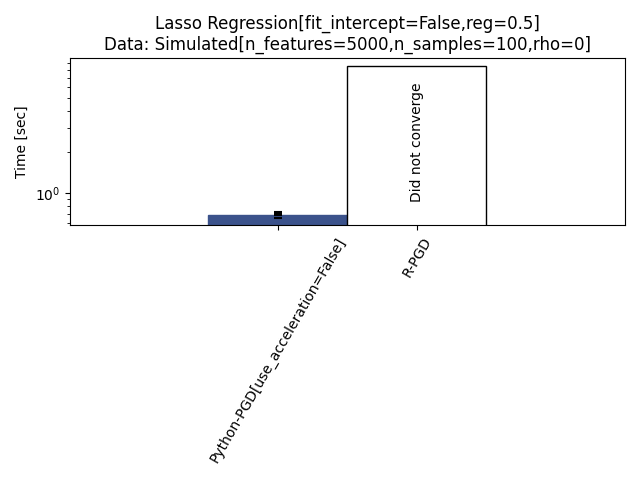 Lasso Regression[fit_intercept=False,reg=0.5]
Data: Simulated[n_features=5000,n_samples=100,rho=0]
Time [sec]
10⁰
Did not converge
Python-PGD[use_acceleration=False]
R-PGD